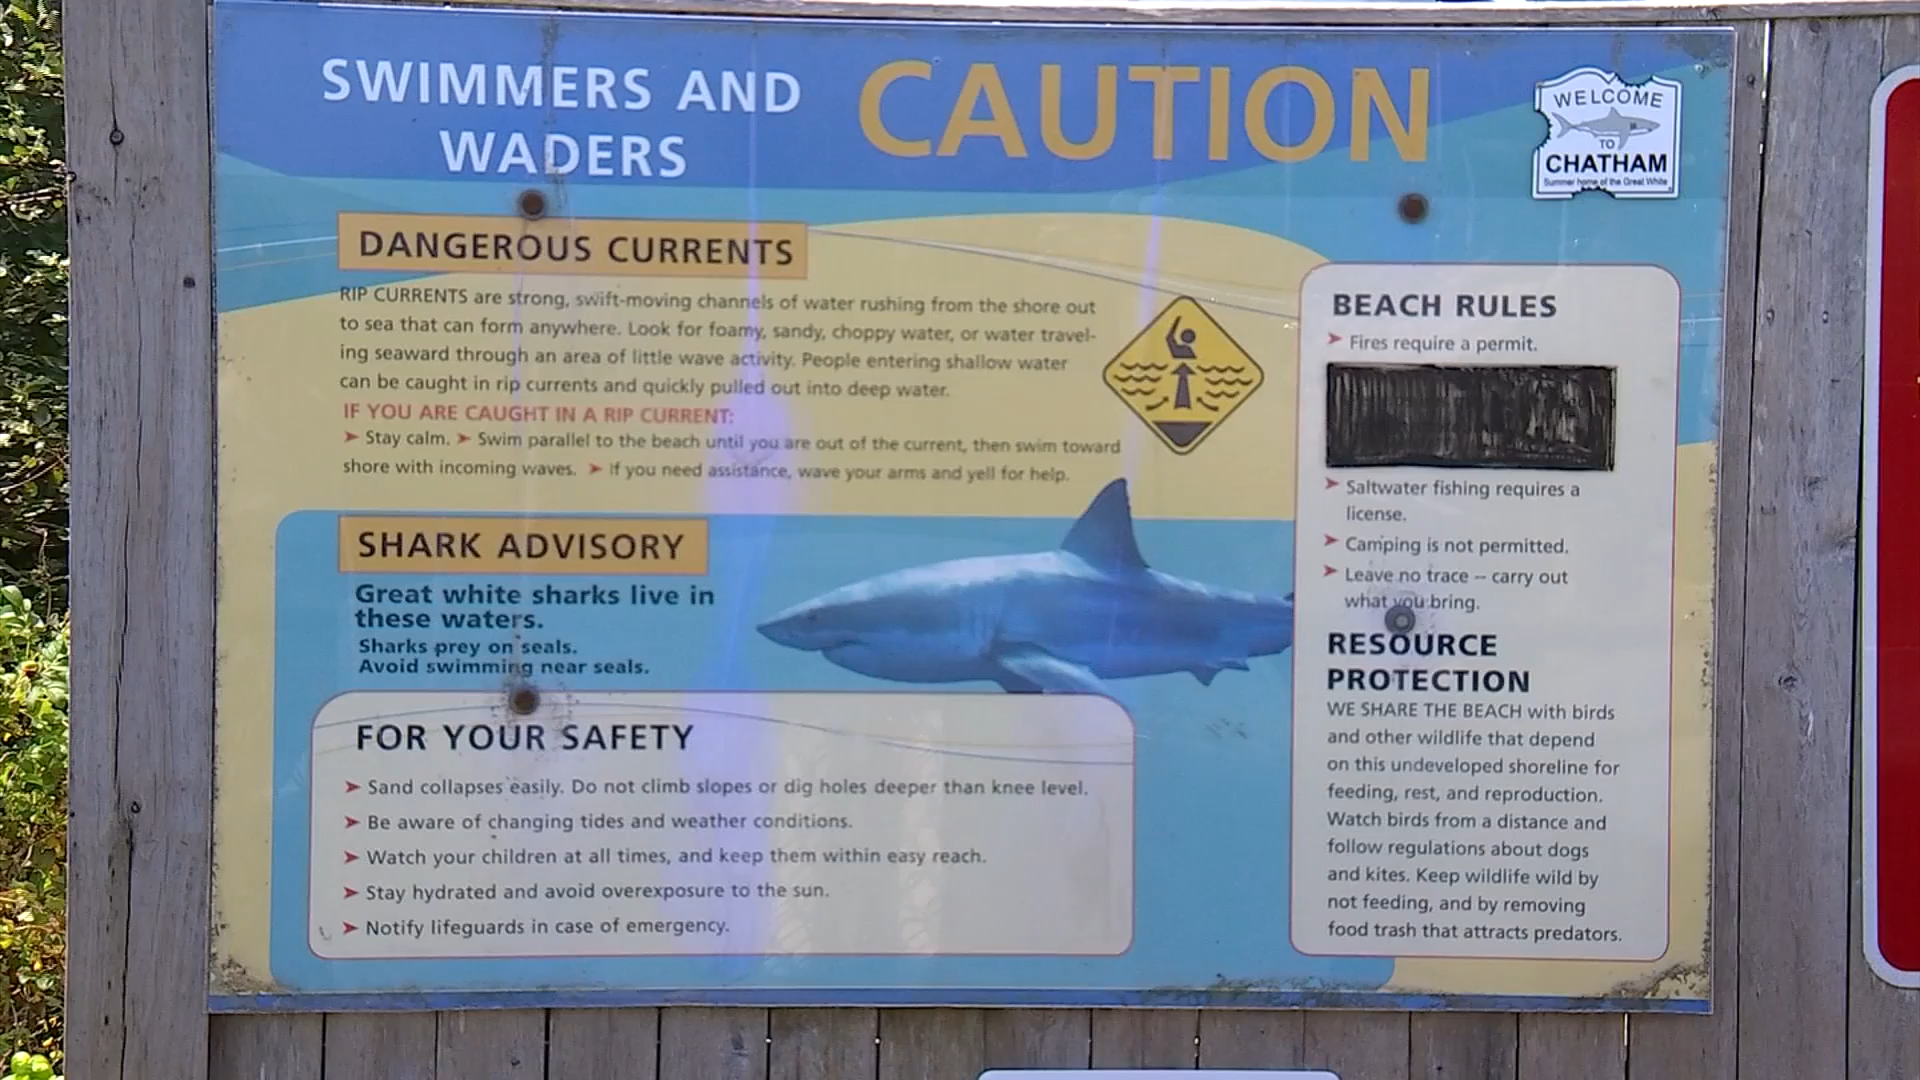 SWIMMERS AND
WADERS
CAUTION
WELCOME
TO
CHATHAM
Summer home of the Great White
DANGEROUS CURRENTS
RIP CURRENTS are strong, swift-moving channels of water rushing from the shore out
to sea that can form anywhere. Look for foamy, sandy, choppy water, or water travel-
ing seaward through an area of little wave activity. People entering shallow water
can be caught in rip currents and quickly pulled out into deep water.
IF YOU ARE CAUGHT IN A RIP CURRENT:
➤ Stay calm. ➤ Swim parallel to the beach until you are out of the current, then swim toward
shore with incoming waves. ➤ If you need assistance, wave your arms and yell for help.
SHARK ADVISORY
Great white sharks live in
these waters.
Sharks prey on seals.
Avoid swimming near seals.
FOR YOUR SAFETY
➤ Sand collapses easily. Do not climb slopes or dig holes deeper than knee level.
➤ Be aware of changing tides and weather conditions.
➤ Watch your children at all times, and keep them within easy reach.
➤ Stay hydrated and avoid overexposure to the sun.
➤ Notify lifeguards in case of emergency.
BEACH RULES
➤ Fires require a permit.
➤ Saltwater fishing requires a
license.
➤ Camping is not permitted.
➤ Leave no trace – carry out
what you bring.
RESOURCE
PROTECTION
WE SHARE THE BEACH with birds
and other wildlife that depend
on this undeveloped shoreline for
feeding, rest, and reproduction.
Watch birds from a distance and
follow regulations about dogs
and kites. Keep wildlife wild by
not feeding, and by removing
food trash that attracts predators.